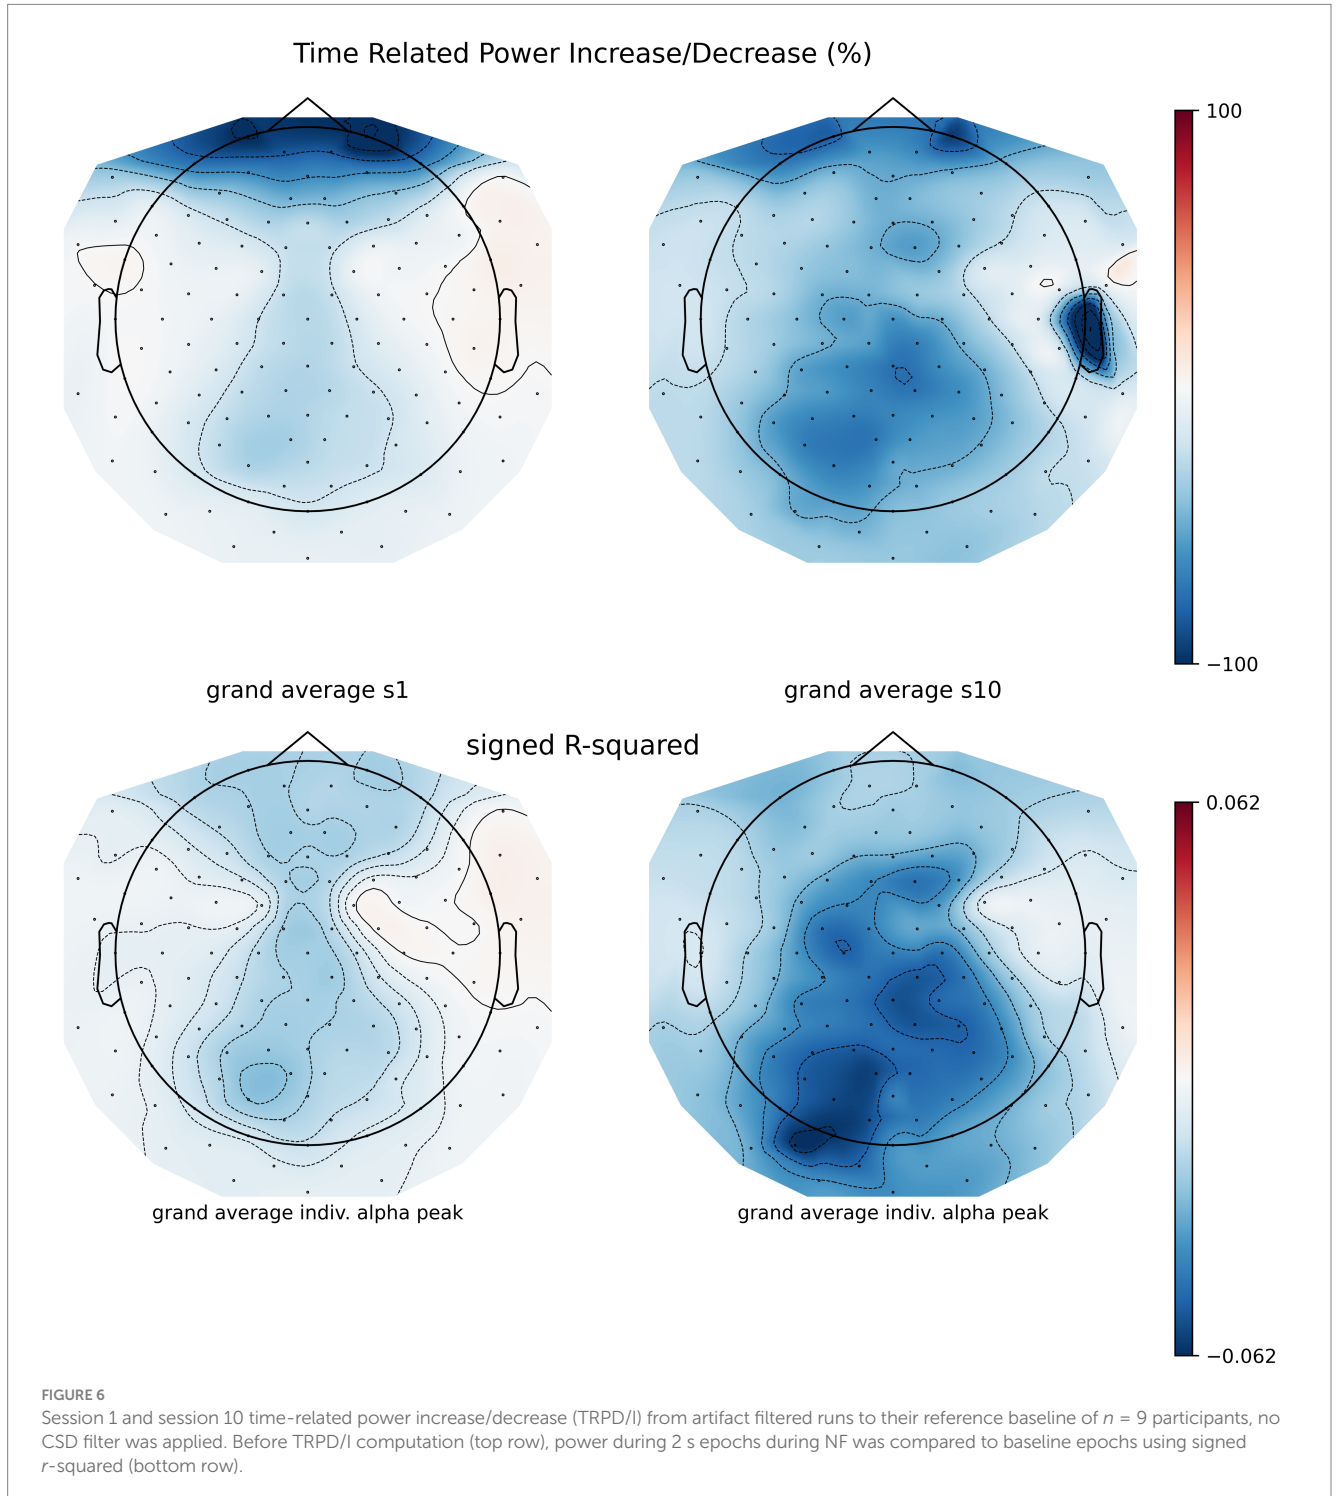 Time Related Power Increase/Decrease (%)
100
−100
grand average s1
grand average s10
signed R-squared
0.062
−0.062
grand average indiv. alpha peak
grand average indiv. alpha peak
FIGURE 6
Session 1 and session 10 time-related power increase/decrease (TRPD/I) from artifact filtered runs to their reference baseline of n = 9 participants, no
CSD filter was applied. Before TRPD/I computation (top row), power during 2 s epochs during NF was compared to baseline epochs using signed
r-squared (bottom row).